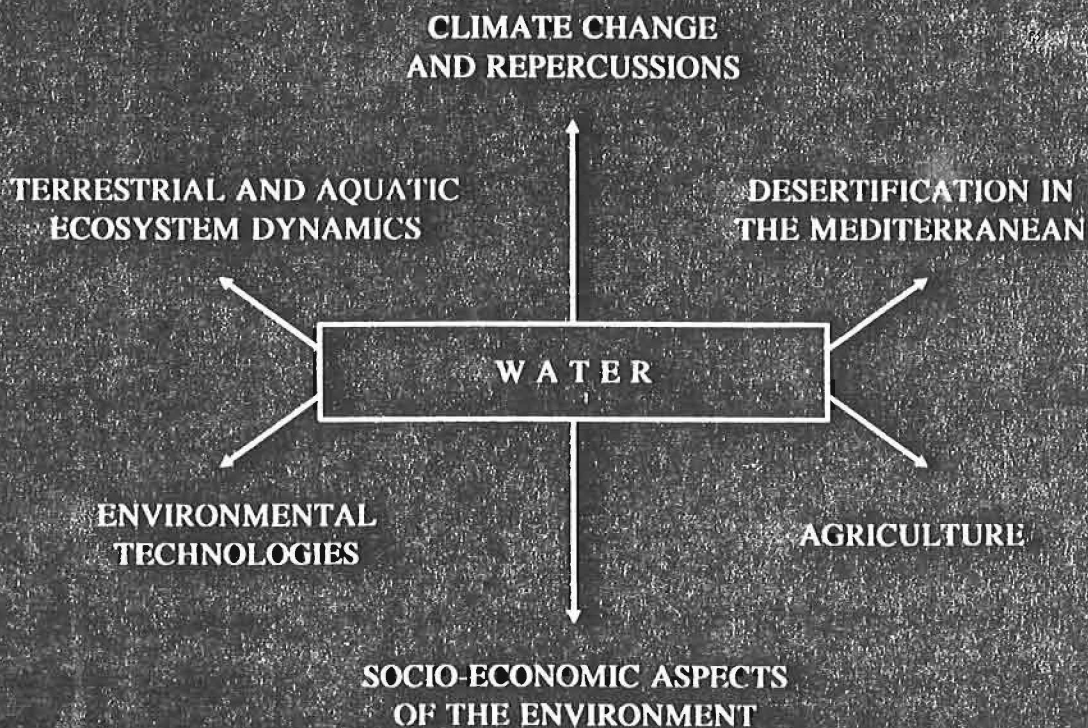 CLIMATE CHANGE
AND REPERCUSSIONS
TERRESTRIAL AND AQUATIC
ECOSYSTEM DYNAMICS
DESERTIFICATION IN
THE MEDITERRANEAN
WATER
ENVIRONMENTAL
TECHNOLOGIES
AGRICULTURE
SOCIO-ECONOMIC ASPECTS
OF THE ENVIRONMENT